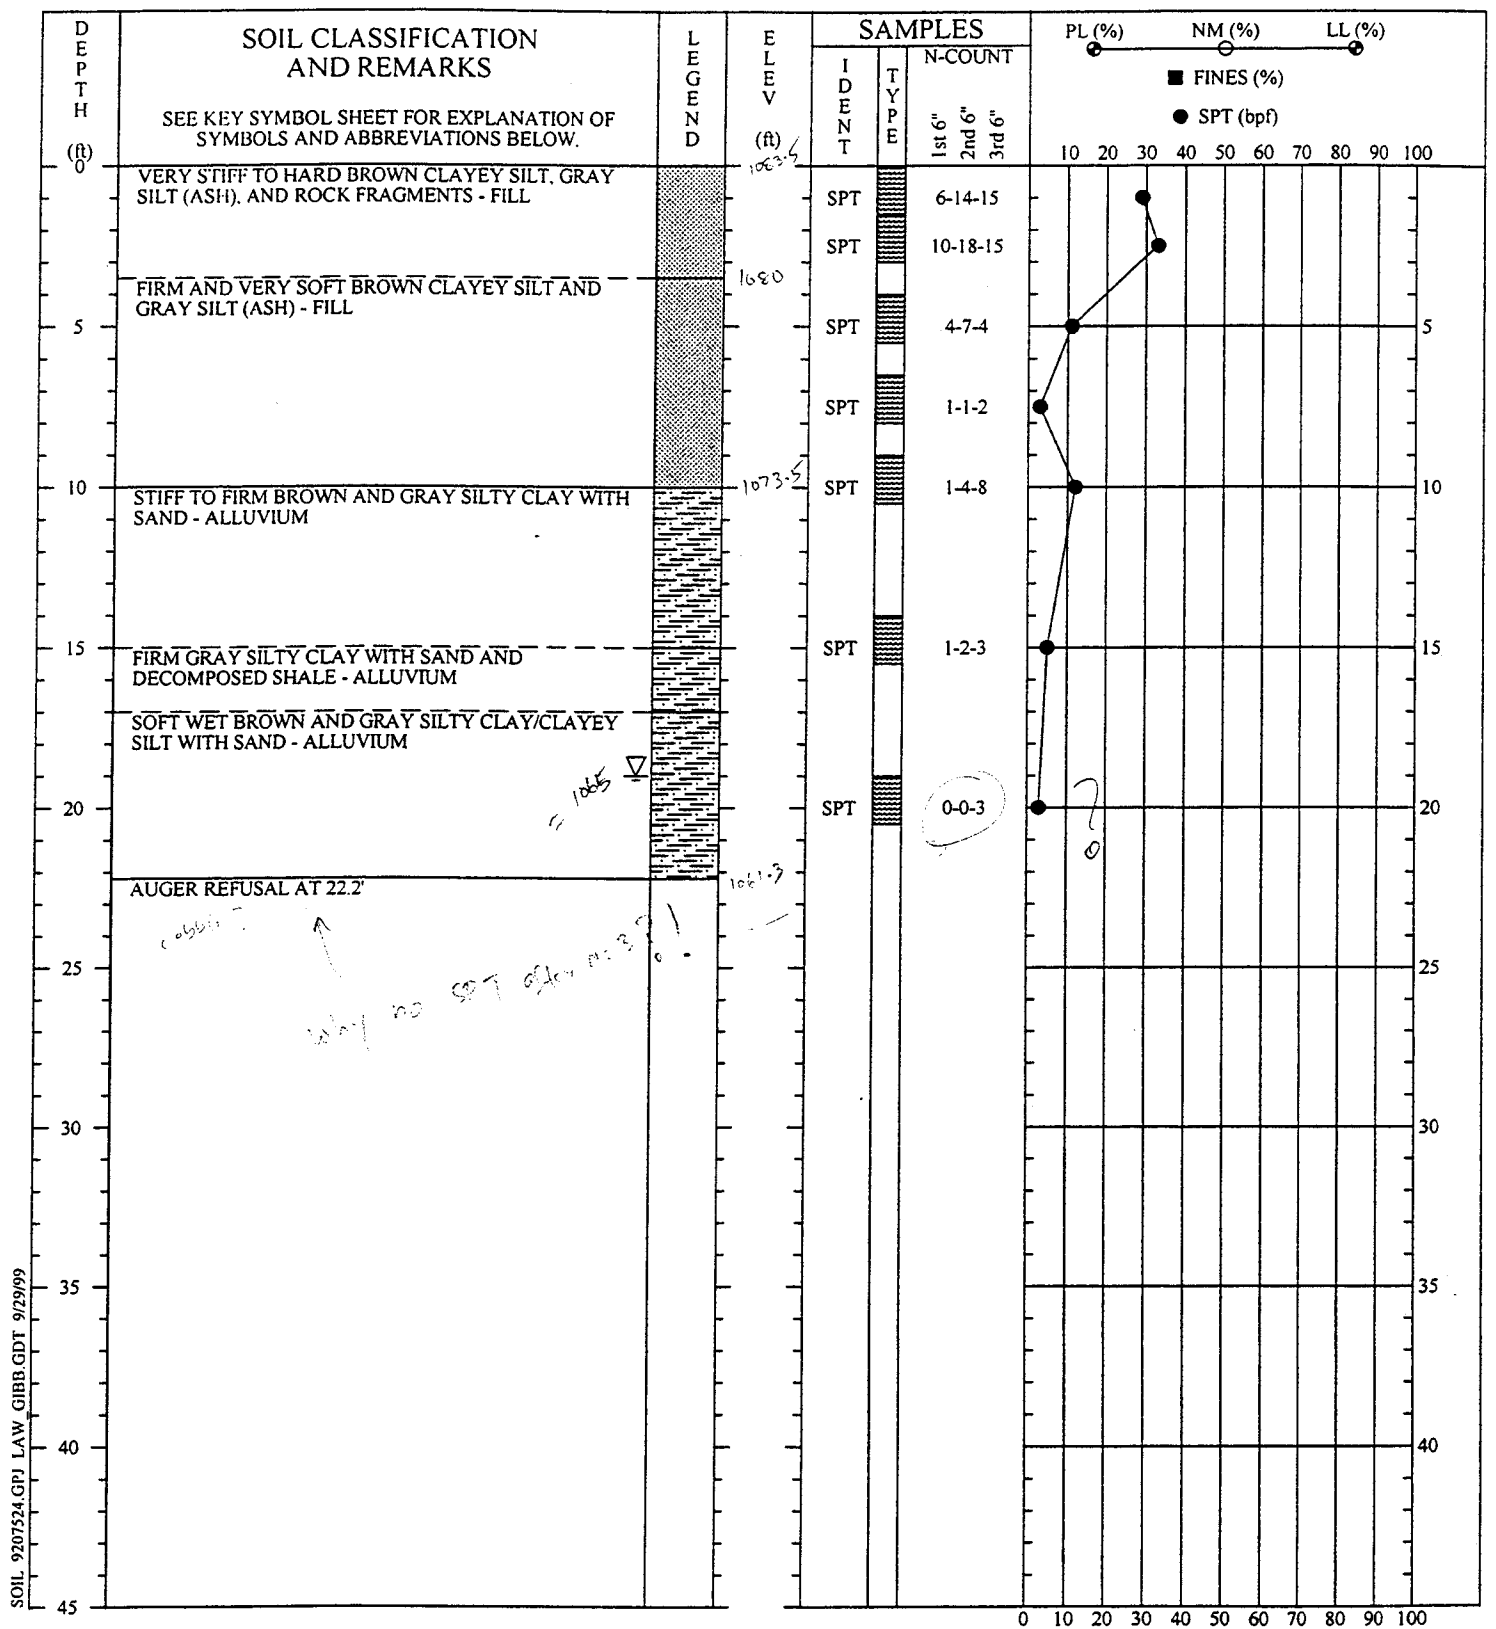 DEPTH
(ft)
SOIL CLASSIFICATION
AND REMARKS
SEE KEY SYMBOL SHEET FOR EXPLANATION OF
SYMBOLS AND ABBREVIATIONS BELOW.
LEGEND
ELEV
(ft)
SAMPLES
IDENT
TYPE
N-COUNT
1st 6"
2nd 6"
3rd 6"
PL (%) NM (%) LL (%)
FINES (%)
SPT (bpf)
10 20 30 40 50 60 70 80 90 100
0
1083.5
VERY STIFF TO HARD BROWN CLAYEY SILT, GRAY
SILT (ASH), AND ROCK FRAGMENTS - FILL
SPT 6-14-15
SPT 10-18-15
1080
FIRM AND VERY SOFT BROWN CLAYEY SILT AND
GRAY SILT (ASH) - FILL
5 SPT 4-7-4 5
SPT 1-1-2
1073.5
10 SPT 1-4-8 10
STIFF TO FIRM BROWN AND GRAY SILTY CLAY WITH
SAND - ALLUVIUM
15 SPT 1-2-3 15
FIRM GRAY SILTY CLAY WITH SAND AND
DECOMPOSED SHALE - ALLUVIUM
SOFT WET BROWN AND GRAY SILTY CLAY/CLAYEY
SILT WITH SAND - ALLUVIUM
= 1065
20 SPT 0-0-3 ? 20
1061.3
AUGER REFUSAL AT 22.2'
Why no SPT after n=3?!
25 25
30 30
35 35
40 40
45
0 10 20 30 40 50 60 70 80 90 100
SOIL 9207524.GPJ LAW_GIBB.GDT 9/29/99